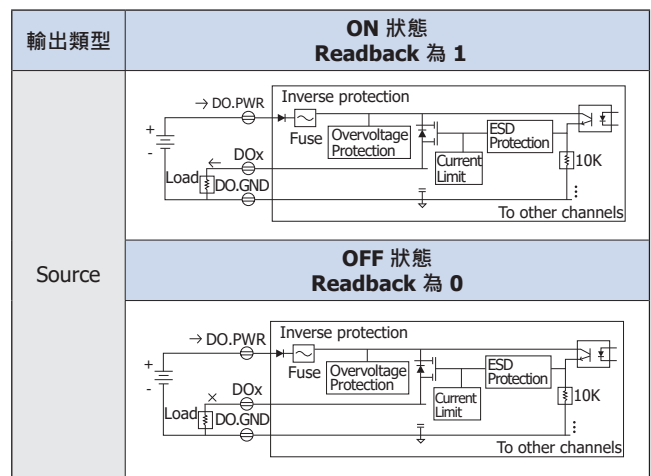 輸出類型
ON 狀態
Readback 為 1
Source
→ DO.PWR
Inverse protection
+
-
Fuse
Overvoltage
Protection
ESD
Protection
Current
Limit
10K
← DOx
Load
DO.GND
To other channels
OFF 狀態
Readback 為 0
→ DO.PWR
Inverse protection
+
-
Fuse
Overvoltage
Protection
ESD
Protection
Current
Limit
10K
× DOx
Load
DO.GND
To other channels